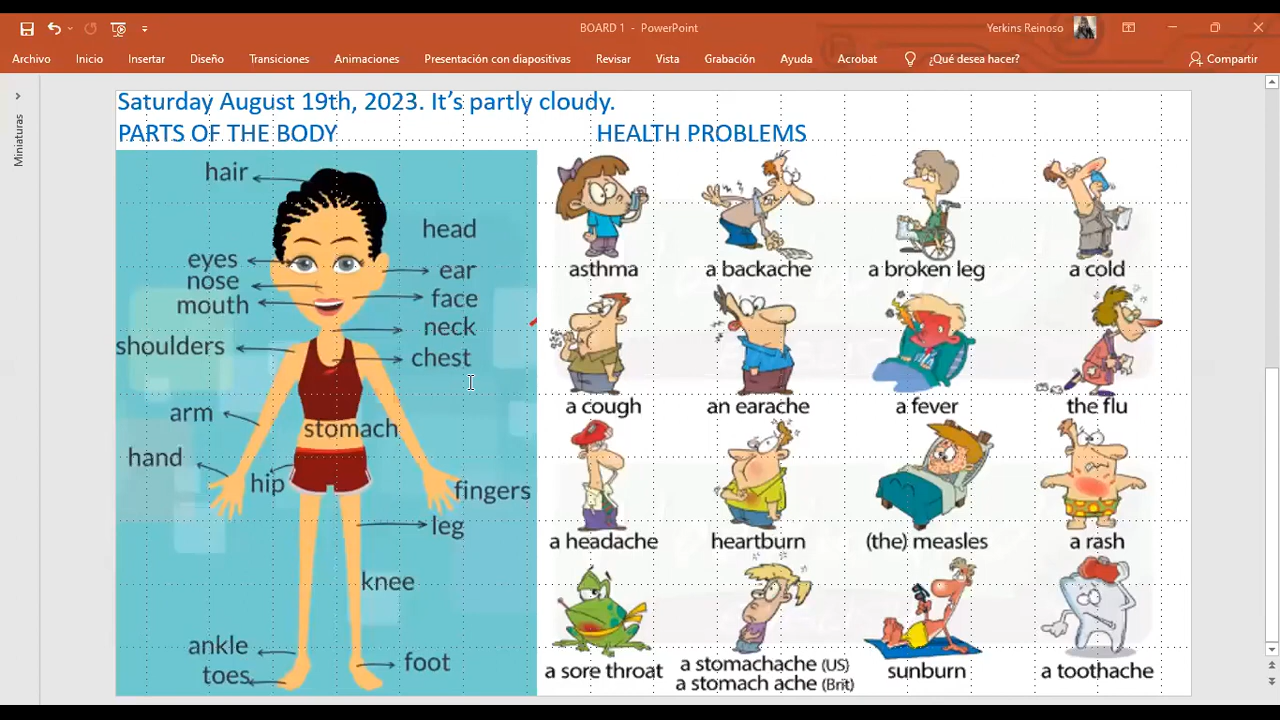 BOARD 1 - PowerPoint
Yerkins Reinoso
Archivo Inicio Insertar Diseño Transiciones Animaciones Presentación con diapositivas Revisar Vista Grabación Ayuda Acrobat ¿Qué desea hacer? Compartir
Miniaturas
Saturday August 19th, 2023. It's partly cloudy.
PARTS OF THE BODY HEALTH PROBLEMS
hair
head
eyes
ear
nose
face
mouth
neck
shoulders
chest
arm
stomach
hand
hip
fingers
leg
knee
ankle
foot
toes
asthma a backache a broken leg a cold
a cough an earache a fever the flu
a headache heartburn (the) measles a rash
a sore throat a stomachache (US) sunburn a toothache
a stomach ache (Brit)